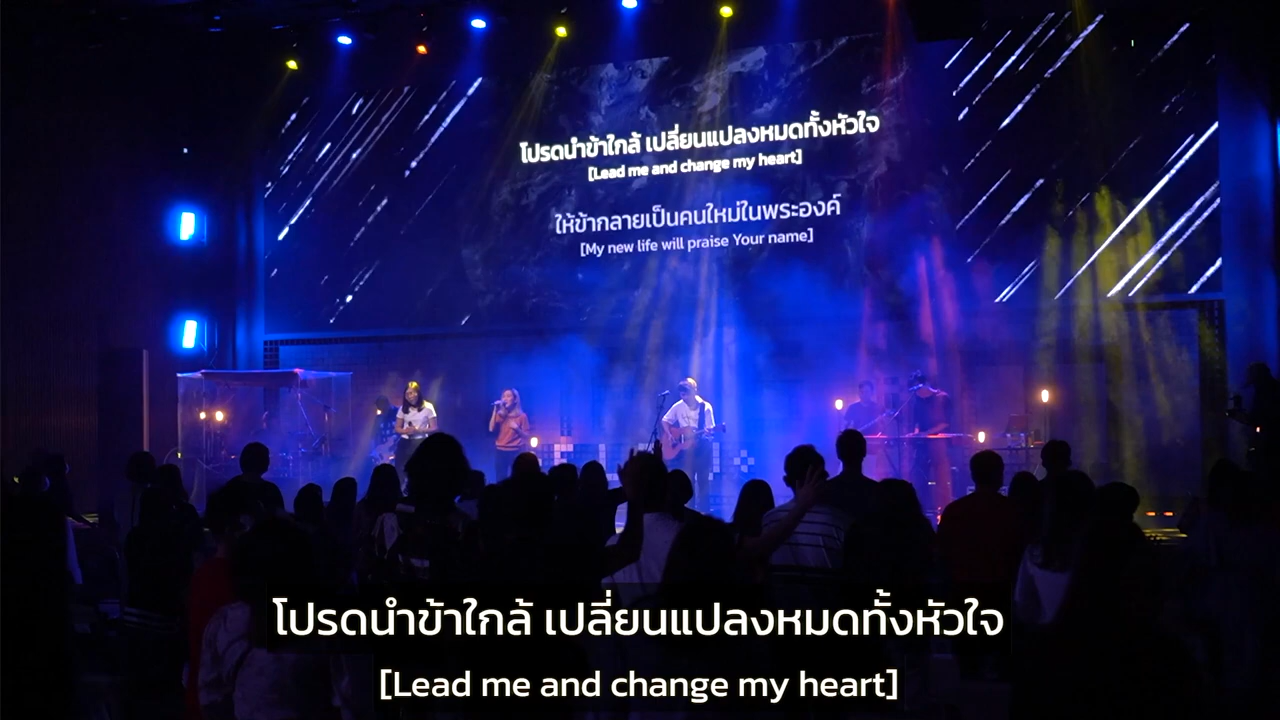 โปรดนำข้าใกล้ เปลี่ยนแปลงหมดทั้งหัวใจ
[Lead me and change my heart]
ให้ข้ากลายเป็นคนใหม่ในพระองค์
[My new life will praise Your name]
โปรดนำข้าใกล้ เปลี่ยนแปลงหมดทั้งหัวใจ
[Lead me and change my heart]